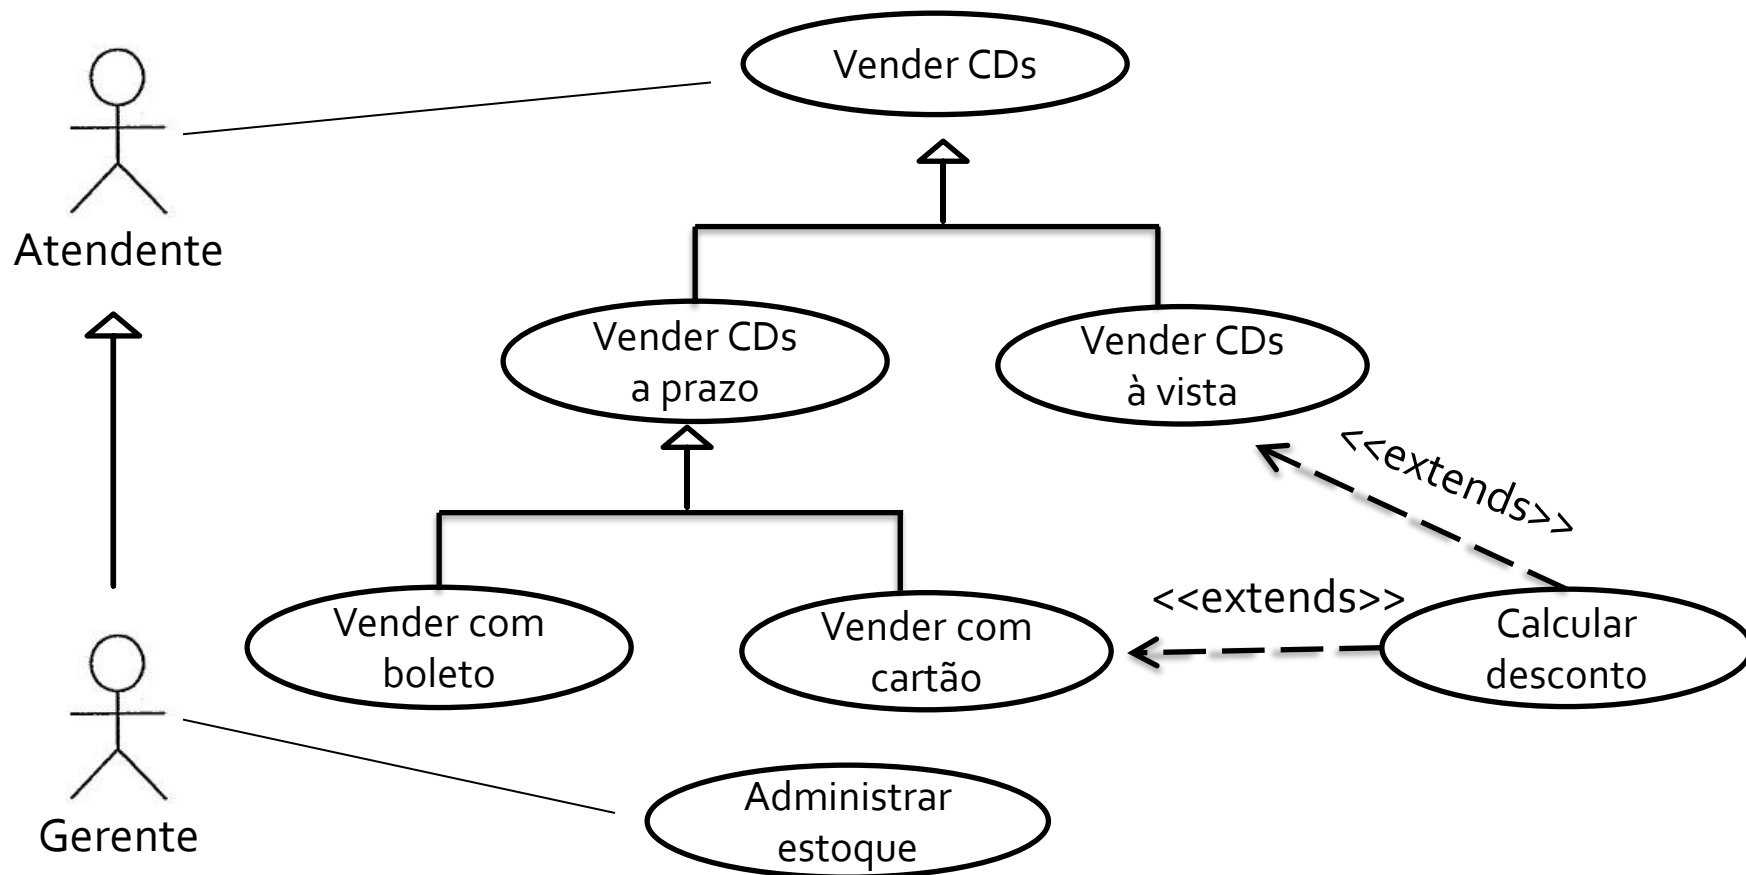 Vender CDs
Atendente
Vender CDs
a prazo
Vender CDs
à vista
<<extends>>
<<extends>>
Vender com
boleto
Vender com
cartão
Calcular
desconto
Gerente
Administrar
estoque